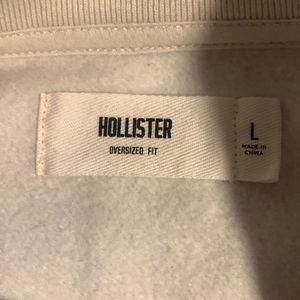 HOLLISTER
OVERSIZED FIT
L
MADE IN
CHINA